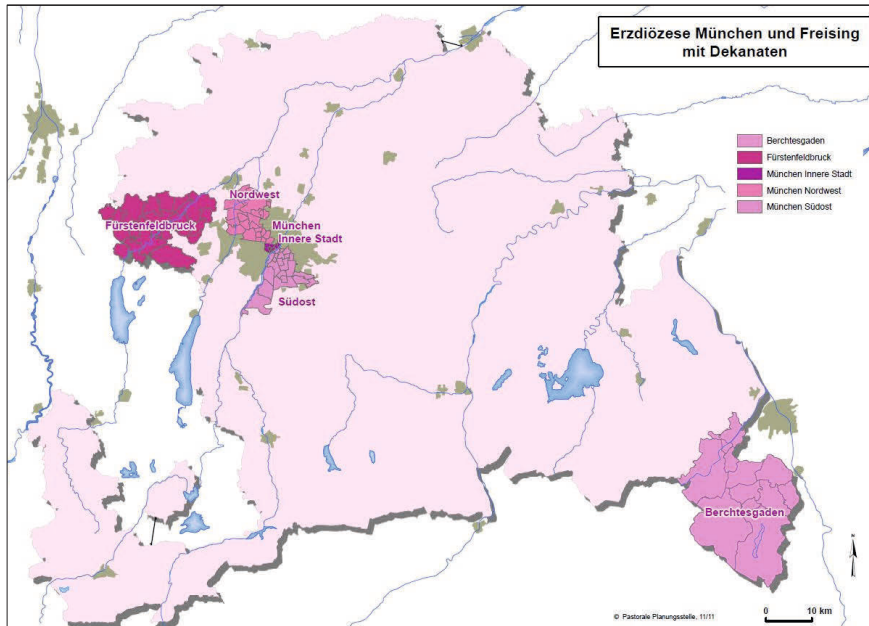 Erzdiözese München und Freising
mit Dekanaten
Berchtesgaden
Fürstenfeldbruck
München Innere Stadt
München Nordwest
München Südost
Nordwest
Fürstenfeldbruck
München
Innere Stadt
Südost
Berchtesgaden
N
© Pastorale Planungsstelle, 11/11
0 10 km